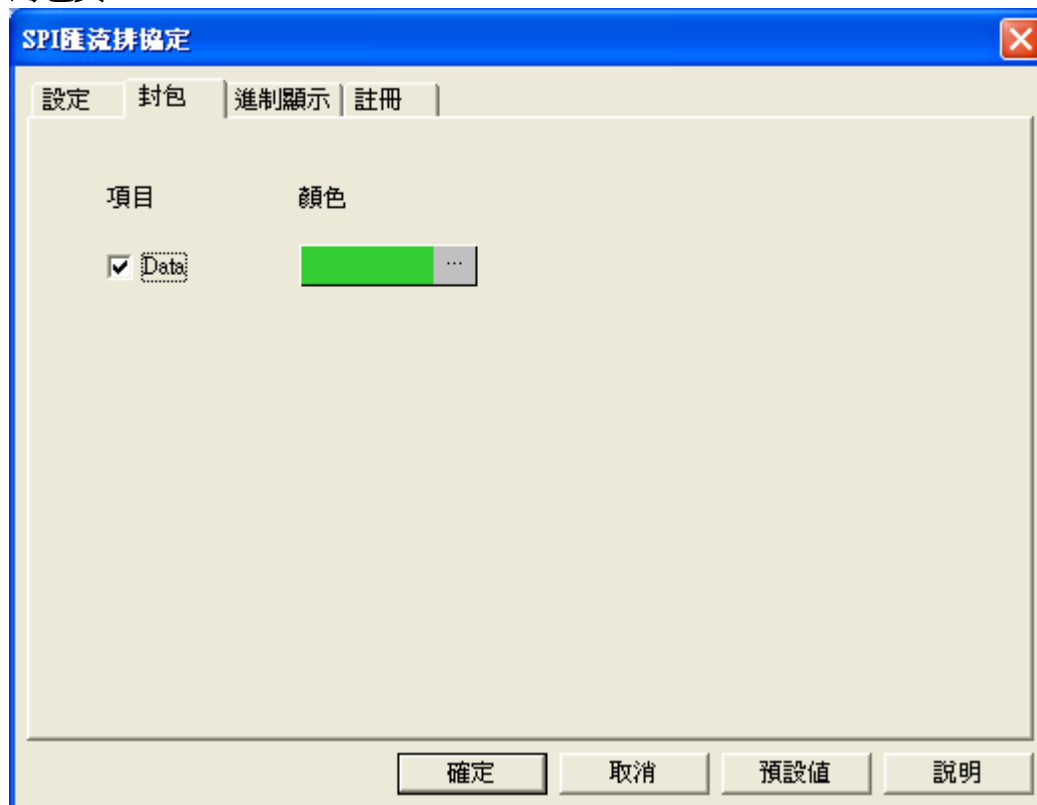 SPI匯流排協定
設定 封包 進制顯示 註冊
項目 顏色
Data ...
確定 取消 預設值 說明